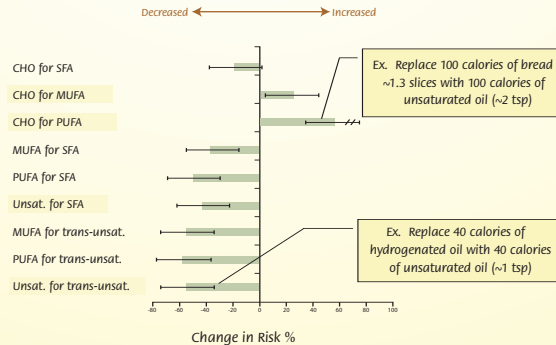 Decreased Increased
CHO for SFA
CHO for MUFA
CHO for PUFA
MUFA for SFA
PUFA for SFA
Unsat. for SFA
MUFA for trans-unsat.
PUFA for trans-unsat.
Unsat. for trans-unsat.
Ex. Replace 100 calories of bread
~1.3 slices with 100 calories of
unsaturated oil (~2 tsp)
Ex. Replace 40 calories of
hydrogenated oil with 40 calories
of unsaturated oil (~1 tsp)
-80 -60 -40 -20 0 20 40 60 80 100
Change in Risk %